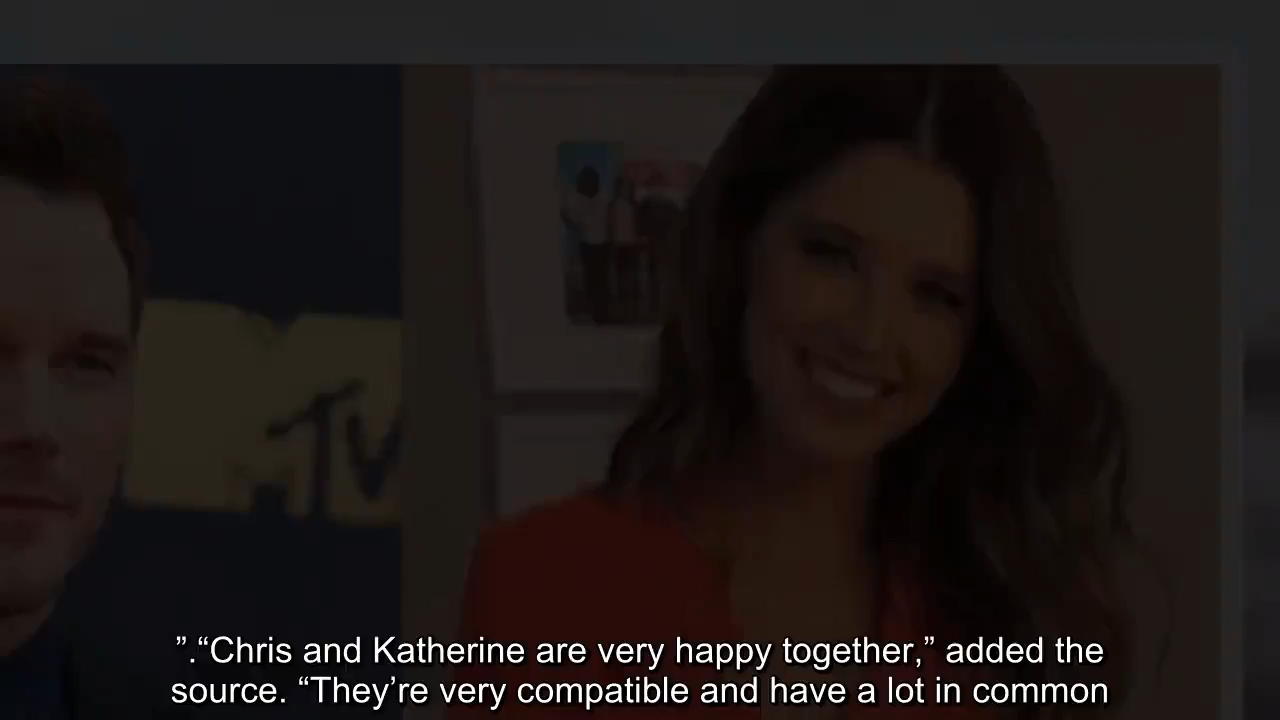 MTV
”.“Chris and Katherine are very happy together,” added the
source. “They’re very compatible and have a lot in common